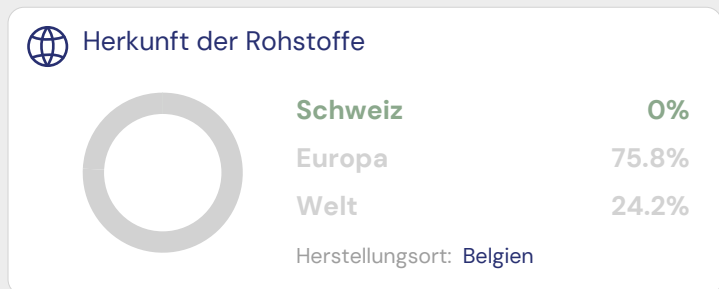 Herkunft der Rohstoffe
Schweiz 0%
Europa 75.8%
Welt 24.2%
Herstellungsort: Belgien